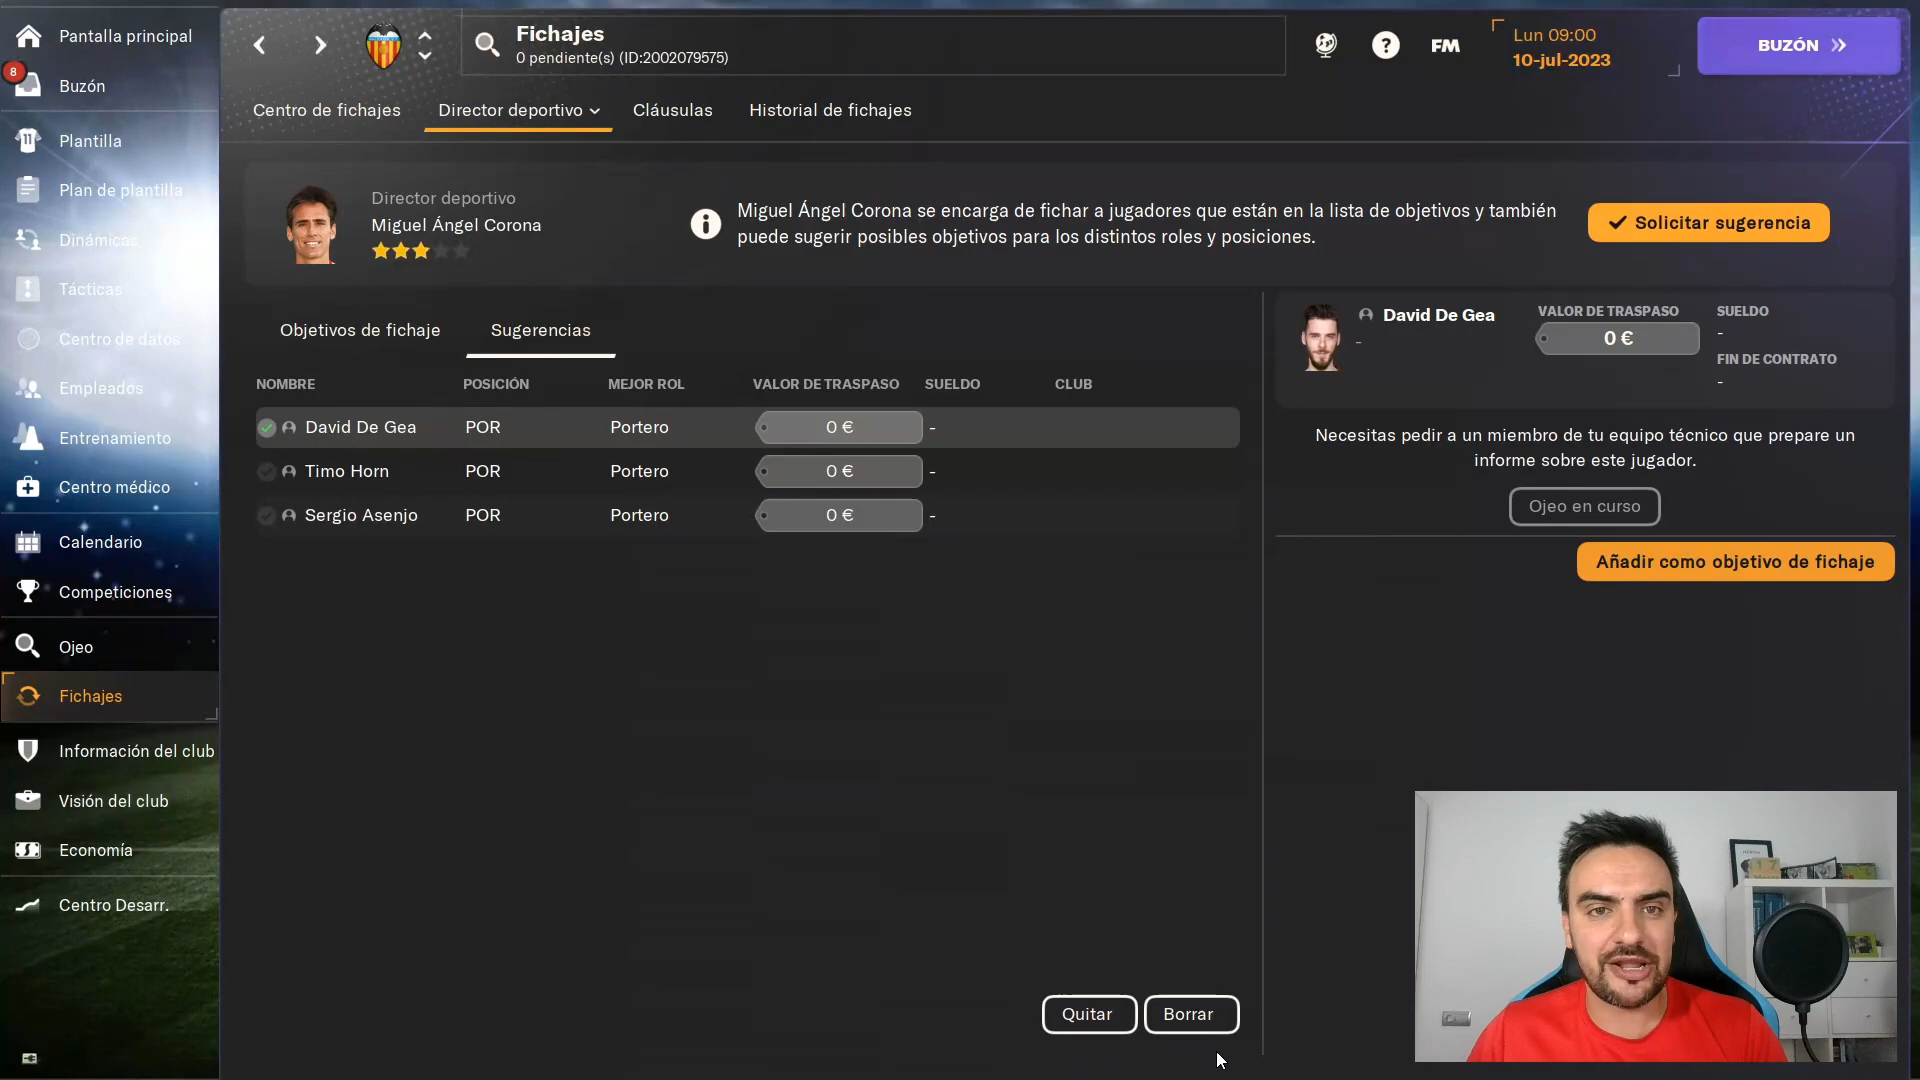 Pantalla principal
8
Buzón
Plantilla
Plan de plantilla
Dinámicas
Tácticas
Centro de datos
Empleados
Entrenamiento
Centro médico
Calendario
Competiciones
Ojeo
Fichajes
Información del club
Visión del club
Economía
Centro Desarr.
Fichajes
0 pendiente(s) (ID:2002079575)
?
FM
Lun 09:00
10-jul-2023
BUZÓN
Centro de fichajes
Director deportivo
Cláusulas
Historial de fichajes
Director deportivo
Miguel Ángel Corona
Miguel Ángel Corona se encarga de fichar a jugadores que están en la lista de objetivos y también
puede sugerir posibles objetivos para los distintos roles y posiciones.
Solicitar sugerencia
Objetivos de fichaje
Sugerencias
NOMBRE POSICIÓN MEJOR ROL VALOR DE TRASPASO SUELDO CLUB
David De Gea POR Portero 0 € -
Timo Horn POR Portero 0 € -
Sergio Asenjo POR Portero 0 € -
Quitar
Borrar
David De Gea
-
VALOR DE TRASPASO
0 €
SUELDO
-
FIN DE CONTRATO
-
Necesitas pedir a un miembro de tu equipo técnico que prepare un
informe sobre este jugador.
Ojeo en curso
Añadir como objetivo de fichaje